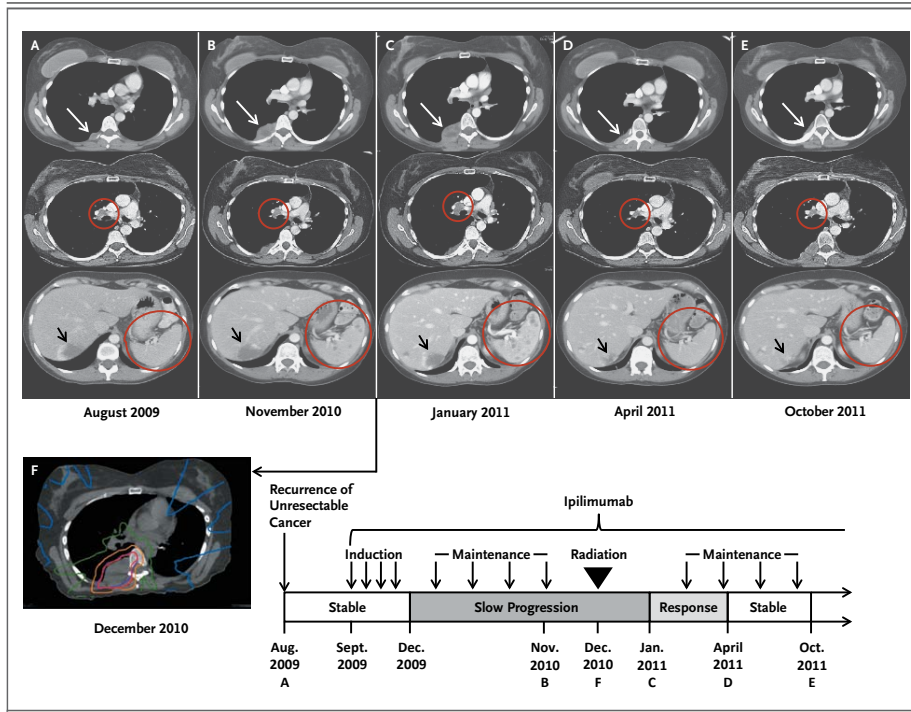 A B C D E
August 2009 November 2010 January 2011 April 2011 October 2011
F
December 2010
Recurrence of
Unresectable
Cancer
Ipilimumab
Induction Maintenance Radiation Maintenance
Stable Slow Progression Response Stable
Aug. Sept. Dec. Nov. Dec. Jan. April Oct.
2009 2009 2009 2010 2010 2011 2011 2011
A B F C D E